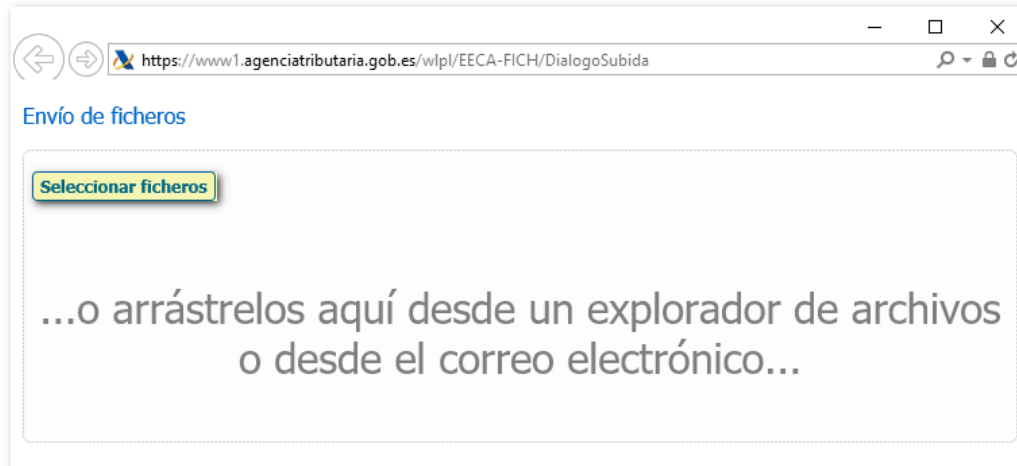 https://www1.agenciatributaria.gob.es/wlpl/EECA-FICH/DialogoSubida
Envío de ficheros
Seleccionar ficheros
...o arrástrelos aquí desde un explorador de archivos
o desde el correo electrónico...